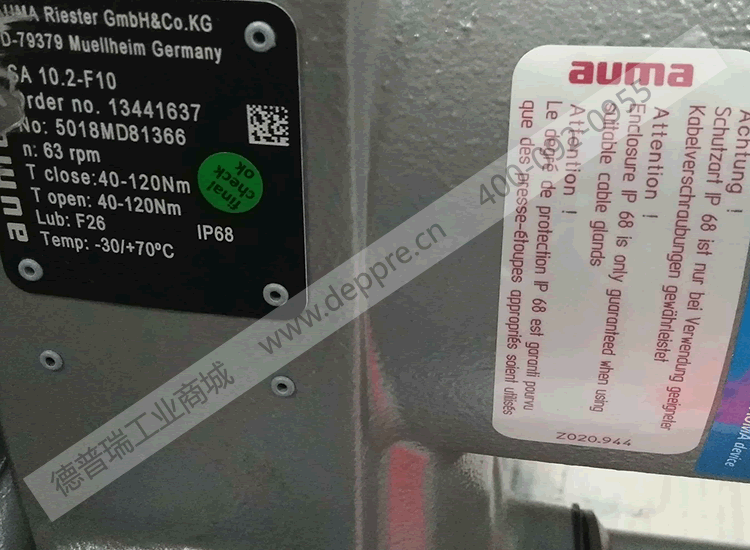 AUMA Riester GmbH&Co.KG
D-79379 Muellheim Germany
SA 10.2-F10
order no. 13441637
No: 5018MD81366
n: 63 rpm
T close:40-120Nm
T open: 40-120Nm
Lub: F26
Temp: -30/+70°C
IP68
final
check
ok
auma
auma
Achtung !
Schutzart IP 68 ist nur bei Verwendung geeigneter
Kabelverschraubungen gewährleistet
Attention !
Enclosure IP 68 is only guaranteed when using
suitable cable glands
Attention !
Le degré de protection IP 68 est garanti pourvu
que des presse-étoupes appropriés soient utilisés
Z020.944
AUMA device
德普瑞工业商城 www.deppre.cn